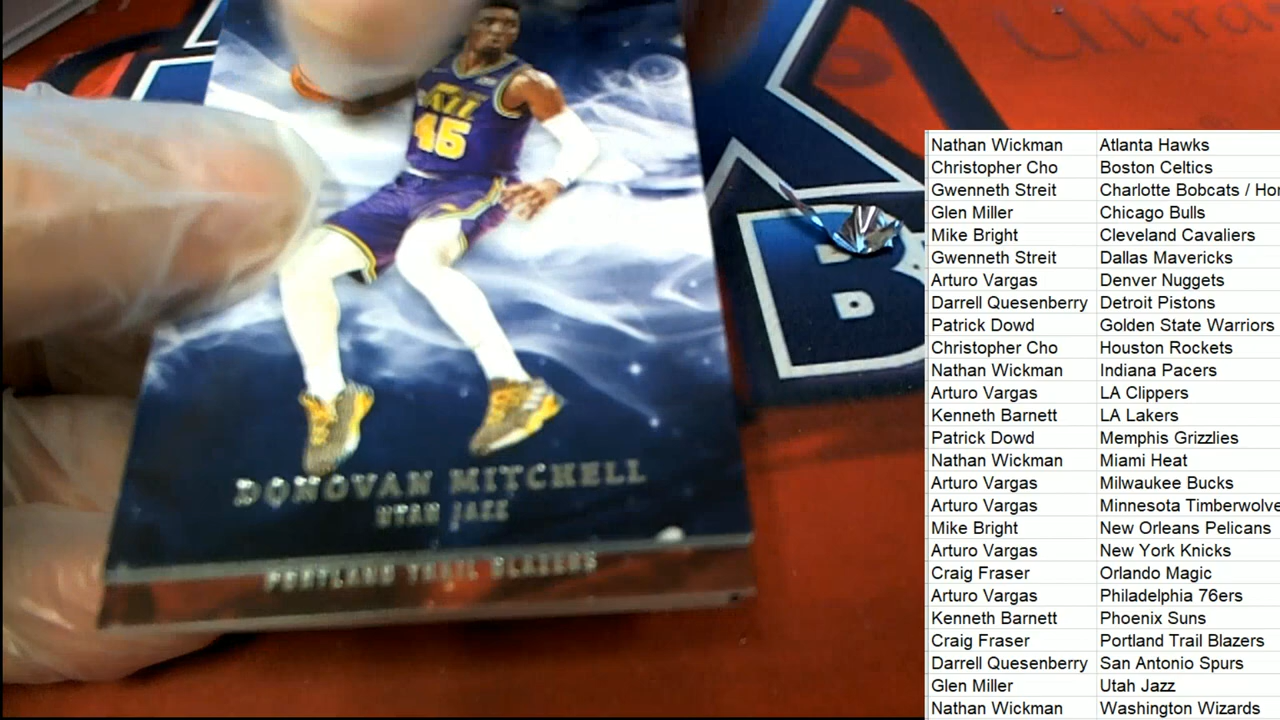 Ultra
JAZZ
45
DONOVAN MITCHELL
UTAH JAZZ
PORTLAND TRAIL BLAZERS
B
Nathan Wickman Atlanta Hawks
Christopher Cho Boston Celtics
Gwenneth Streit Charlotte Bobcats / Hor
Glen Miller Chicago Bulls
Mike Bright Cleveland Cavaliers
Gwenneth Streit Dallas Mavericks
Arturo Vargas Denver Nuggets
Darrell Quesenberry Detroit Pistons
Patrick Dowd Golden State Warriors
Christopher Cho Houston Rockets
Nathan Wickman Indiana Pacers
Arturo Vargas LA Clippers
Kenneth Barnett LA Lakers
Patrick Dowd Memphis Grizzlies
Nathan Wickman Miami Heat
Arturo Vargas Milwaukee Bucks
Arturo Vargas Minnesota Timberwolve
Mike Bright New Orleans Pelicans
Arturo Vargas New York Knicks
Craig Fraser Orlando Magic
Arturo Vargas Philadelphia 76ers
Kenneth Barnett Phoenix Suns
Craig Fraser Portland Trail Blazers
Darrell Quesenberry San Antonio Spurs
Glen Miller Utah Jazz
Nathan Wickman Washington Wizards